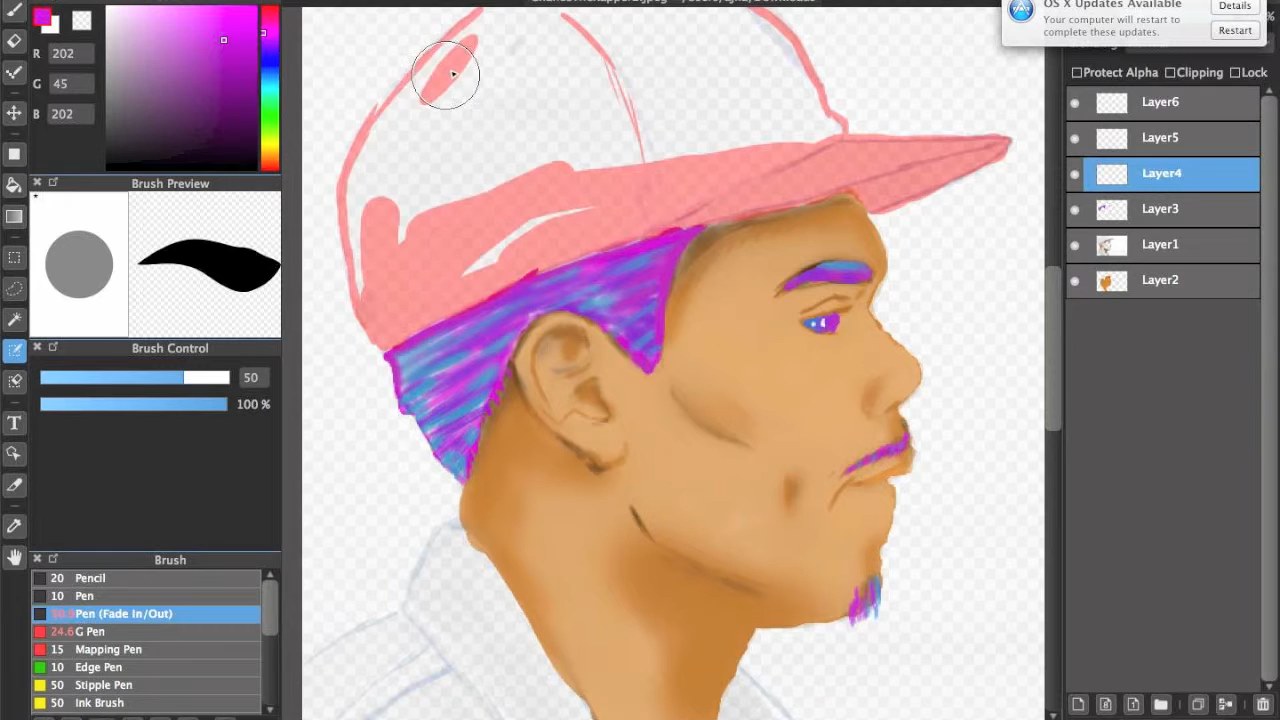 OS X Updates Available
Your computer will restart to
complete these updates.
Details
Restart
R 202
G 45
B 202
Brush Preview
Brush Control
50
100 %
Brush
20 Pencil
10 Pen
Pen (Fade In/Out)
24.6 G Pen
15 Mapping Pen
10 Edge Pen
50 Stipple Pen
50 Ink Brush
T
Protect Alpha Clipping Lock
Layer6
Layer5
Layer4
Layer3
Layer1
Layer2